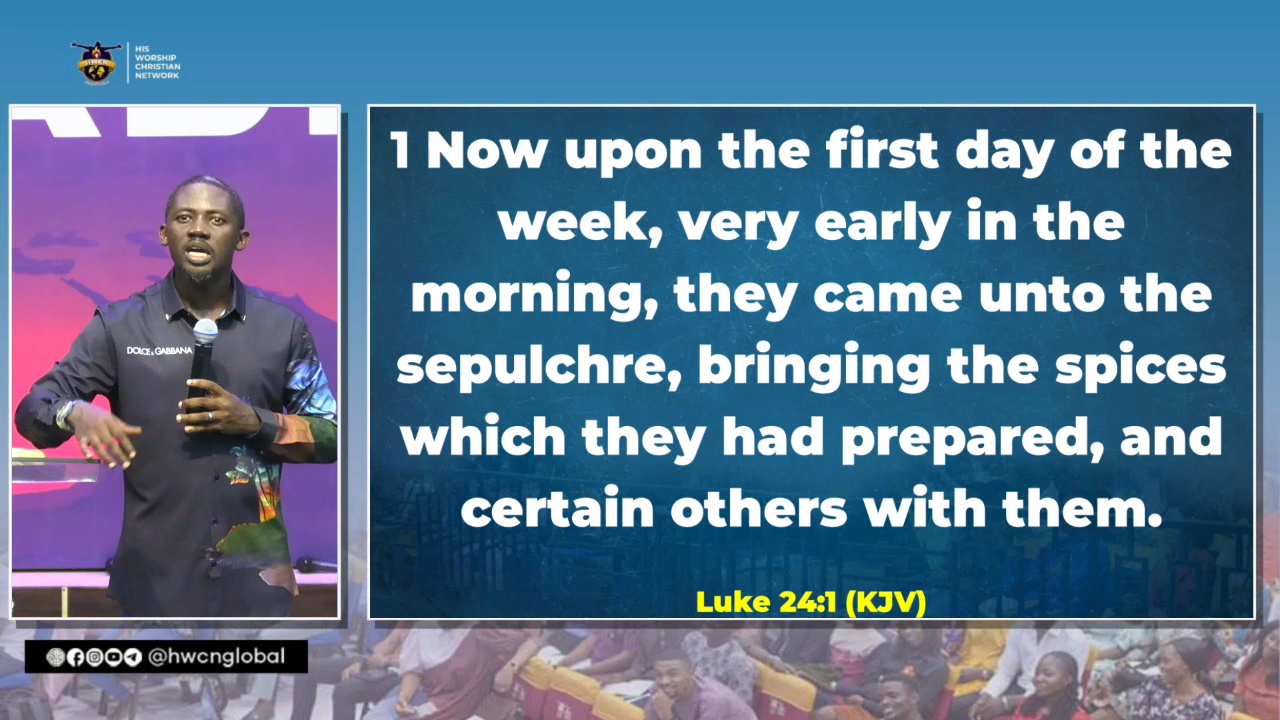 HIS
WORSHIP
CHRISTIAN
NETWORK
DOLCE & GABBANA
1 Now upon the first day of the
week, very early in the
morning, they came unto the
sepulchre, bringing the spices
which they had prepared, and
certain others with them.
Luke 24:1 (KJV)
@hwcnglobal